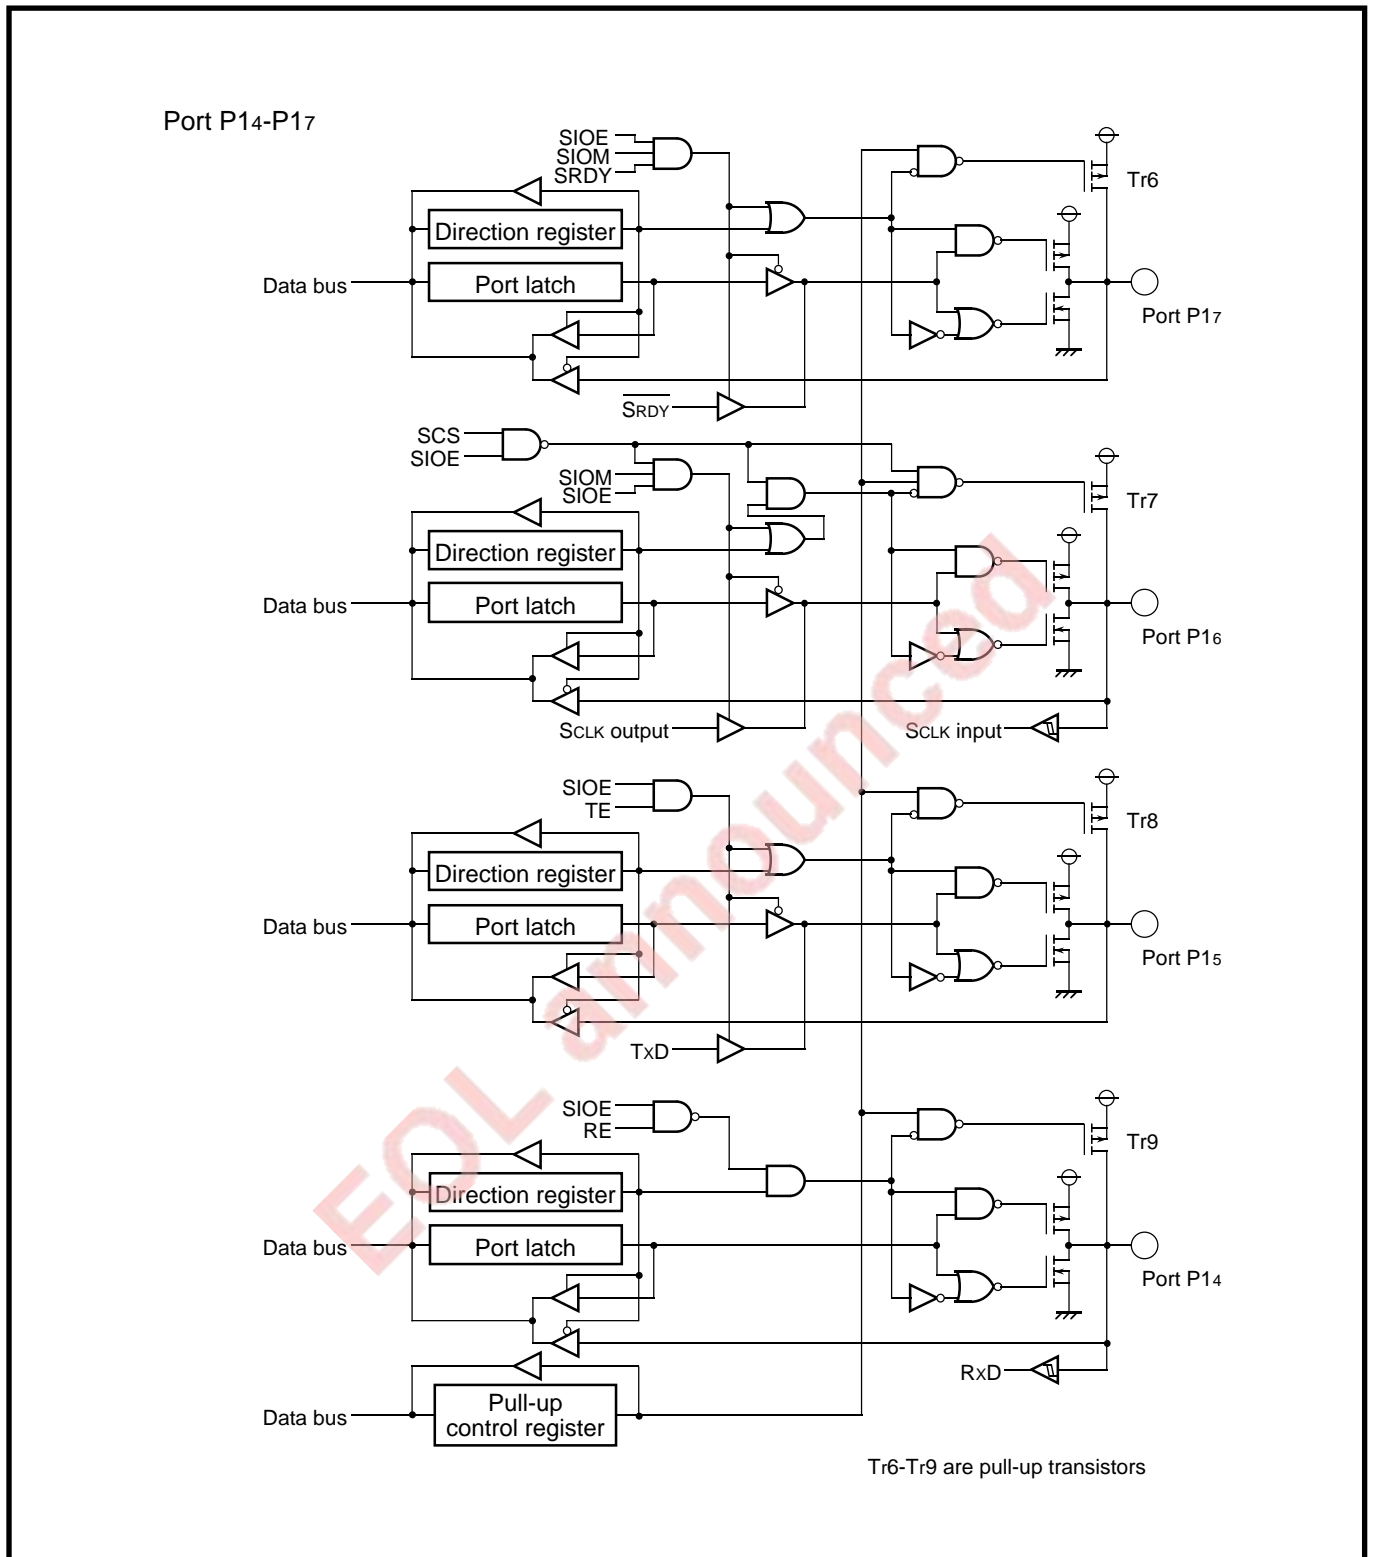 Port P14-P17
SIOE
SIOM
SRDY
Tr6
Direction register
Data bus
Port latch
Port P17
SRDY
SCS
SIOE
SIOM
SIOE
Tr7
Direction register
Data bus
Port latch
Port P16
SCLK output
SCLK input
SIOE
TE
Tr8
Direction register
Data bus
Port latch
Port P15
TxD
SIOE
RE
Tr9
Direction register
Data bus
Port latch
Port P14
RxD
Data bus
Pull-up
control register
Tr6-Tr9 are pull-up transistors
EOL announced